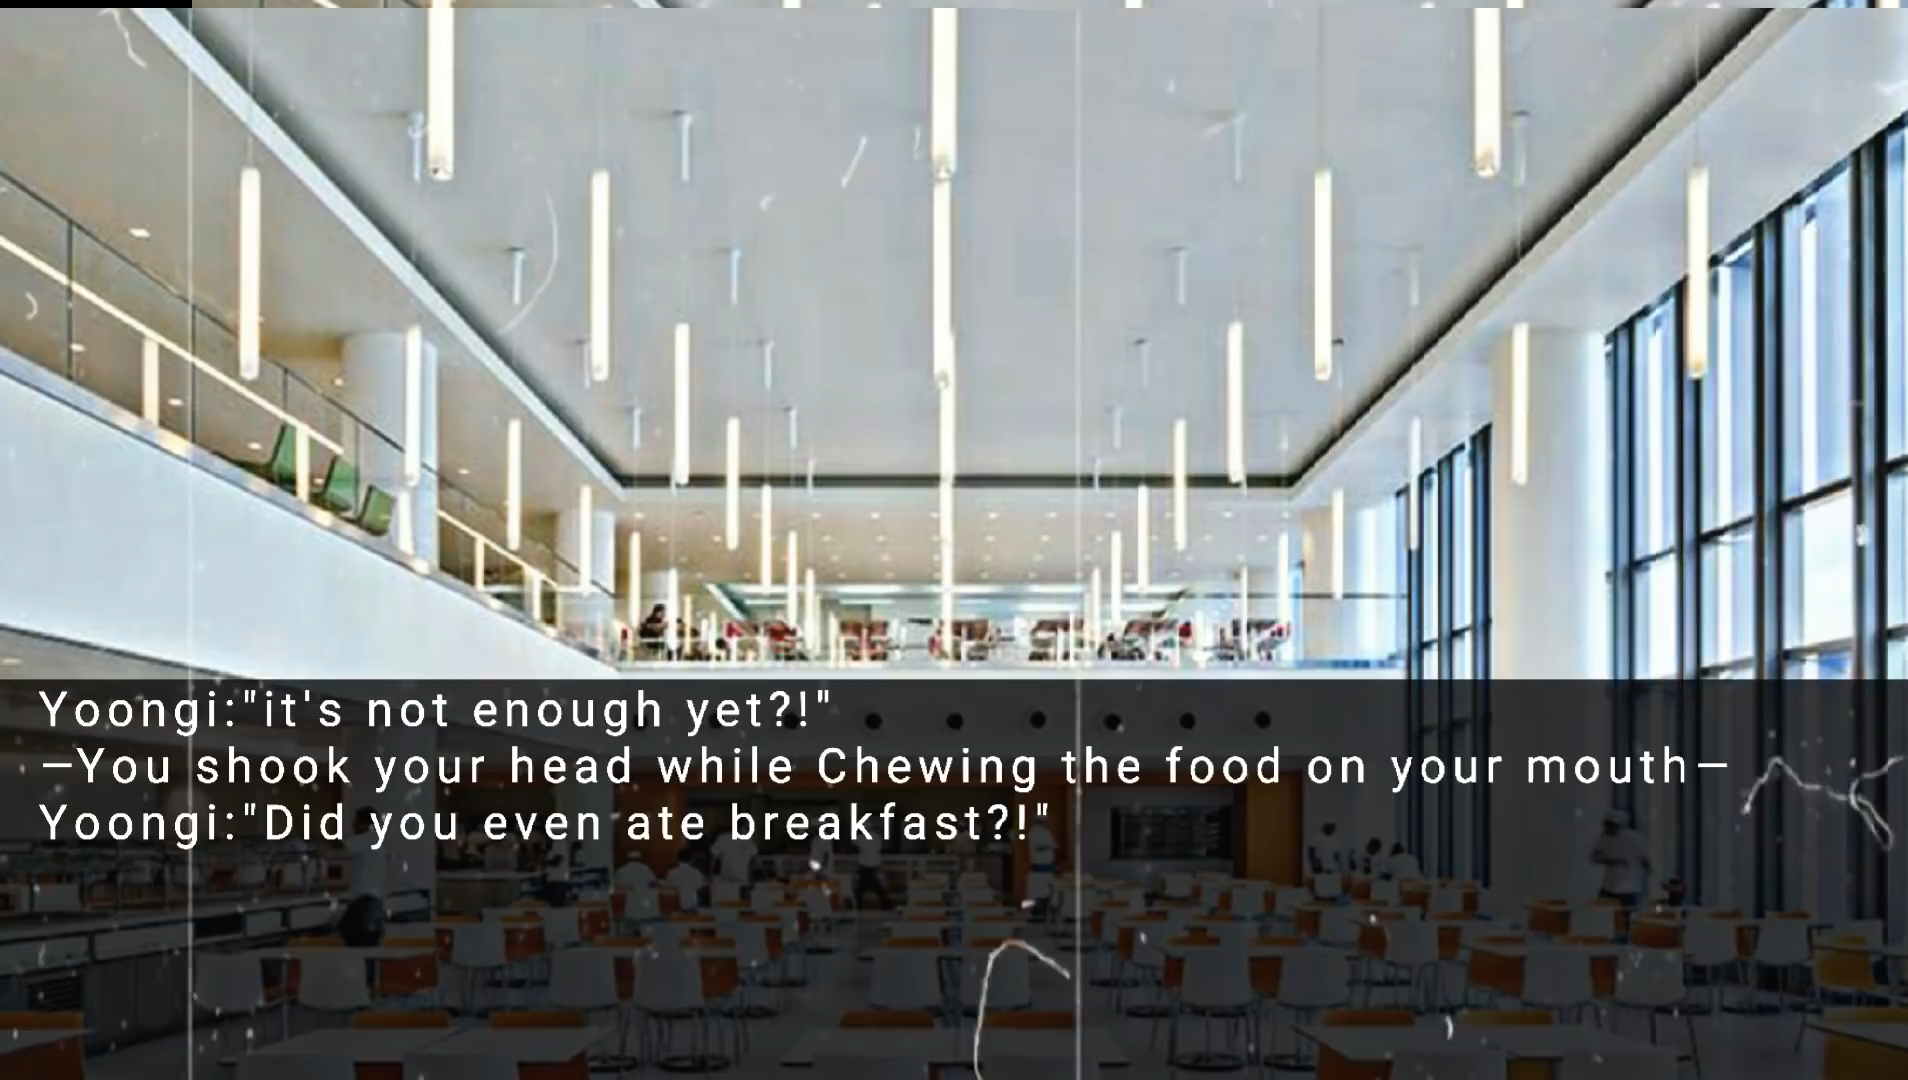 Yoongi:"it's not enough yet?!"
—You shook your head while Chewing the food on your mouth—
Yoongi:"Did you even ate breakfast?!"